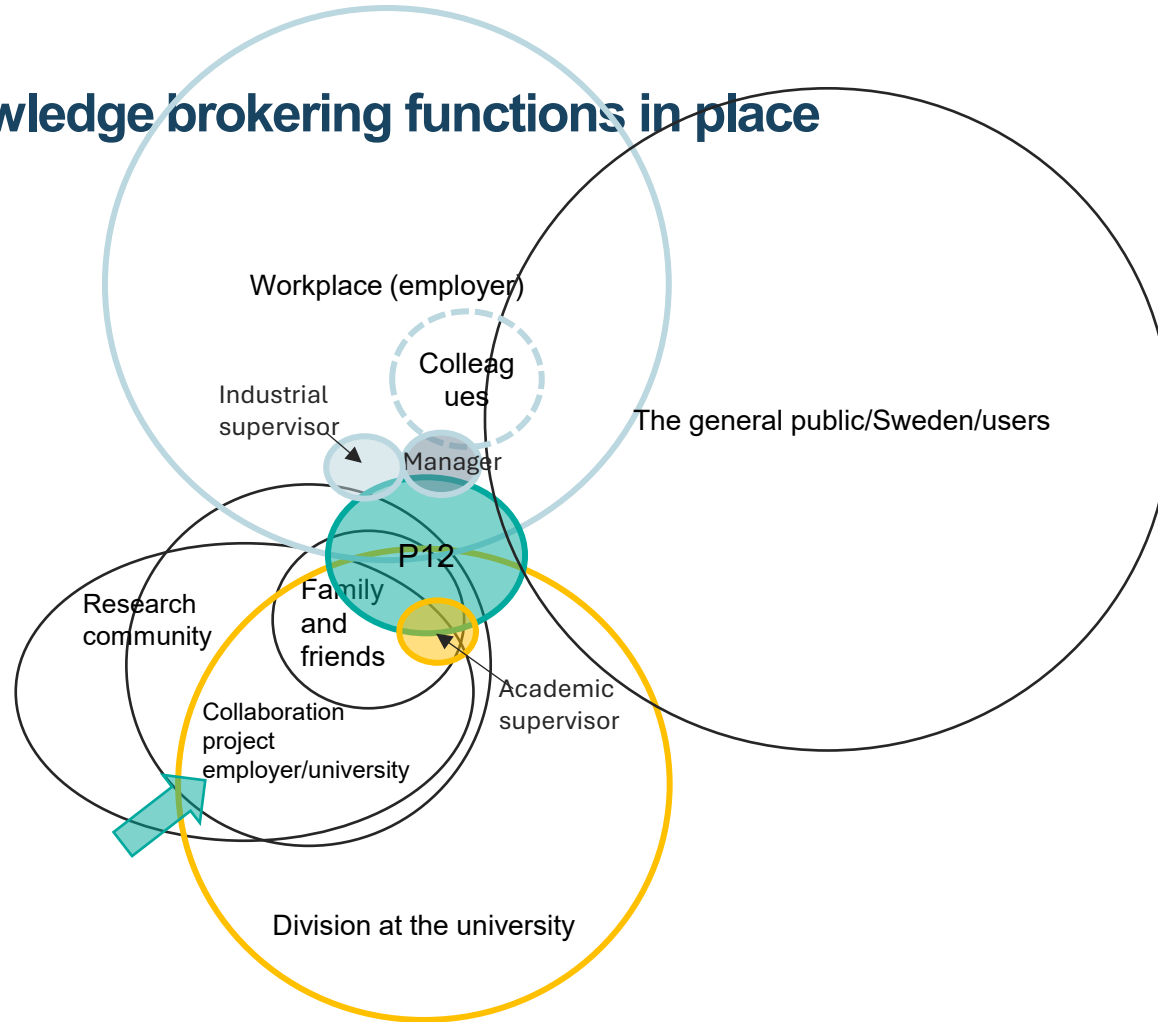 wledge brokering functions in place
Workplace (employer)
Colleag
ues
Industrial
supervisor
The general public/Sweden/users
Manager
P12
Family
and
friends
Research
community
Academic
supervisor
Collaboration
project
employer/university
Division at the university